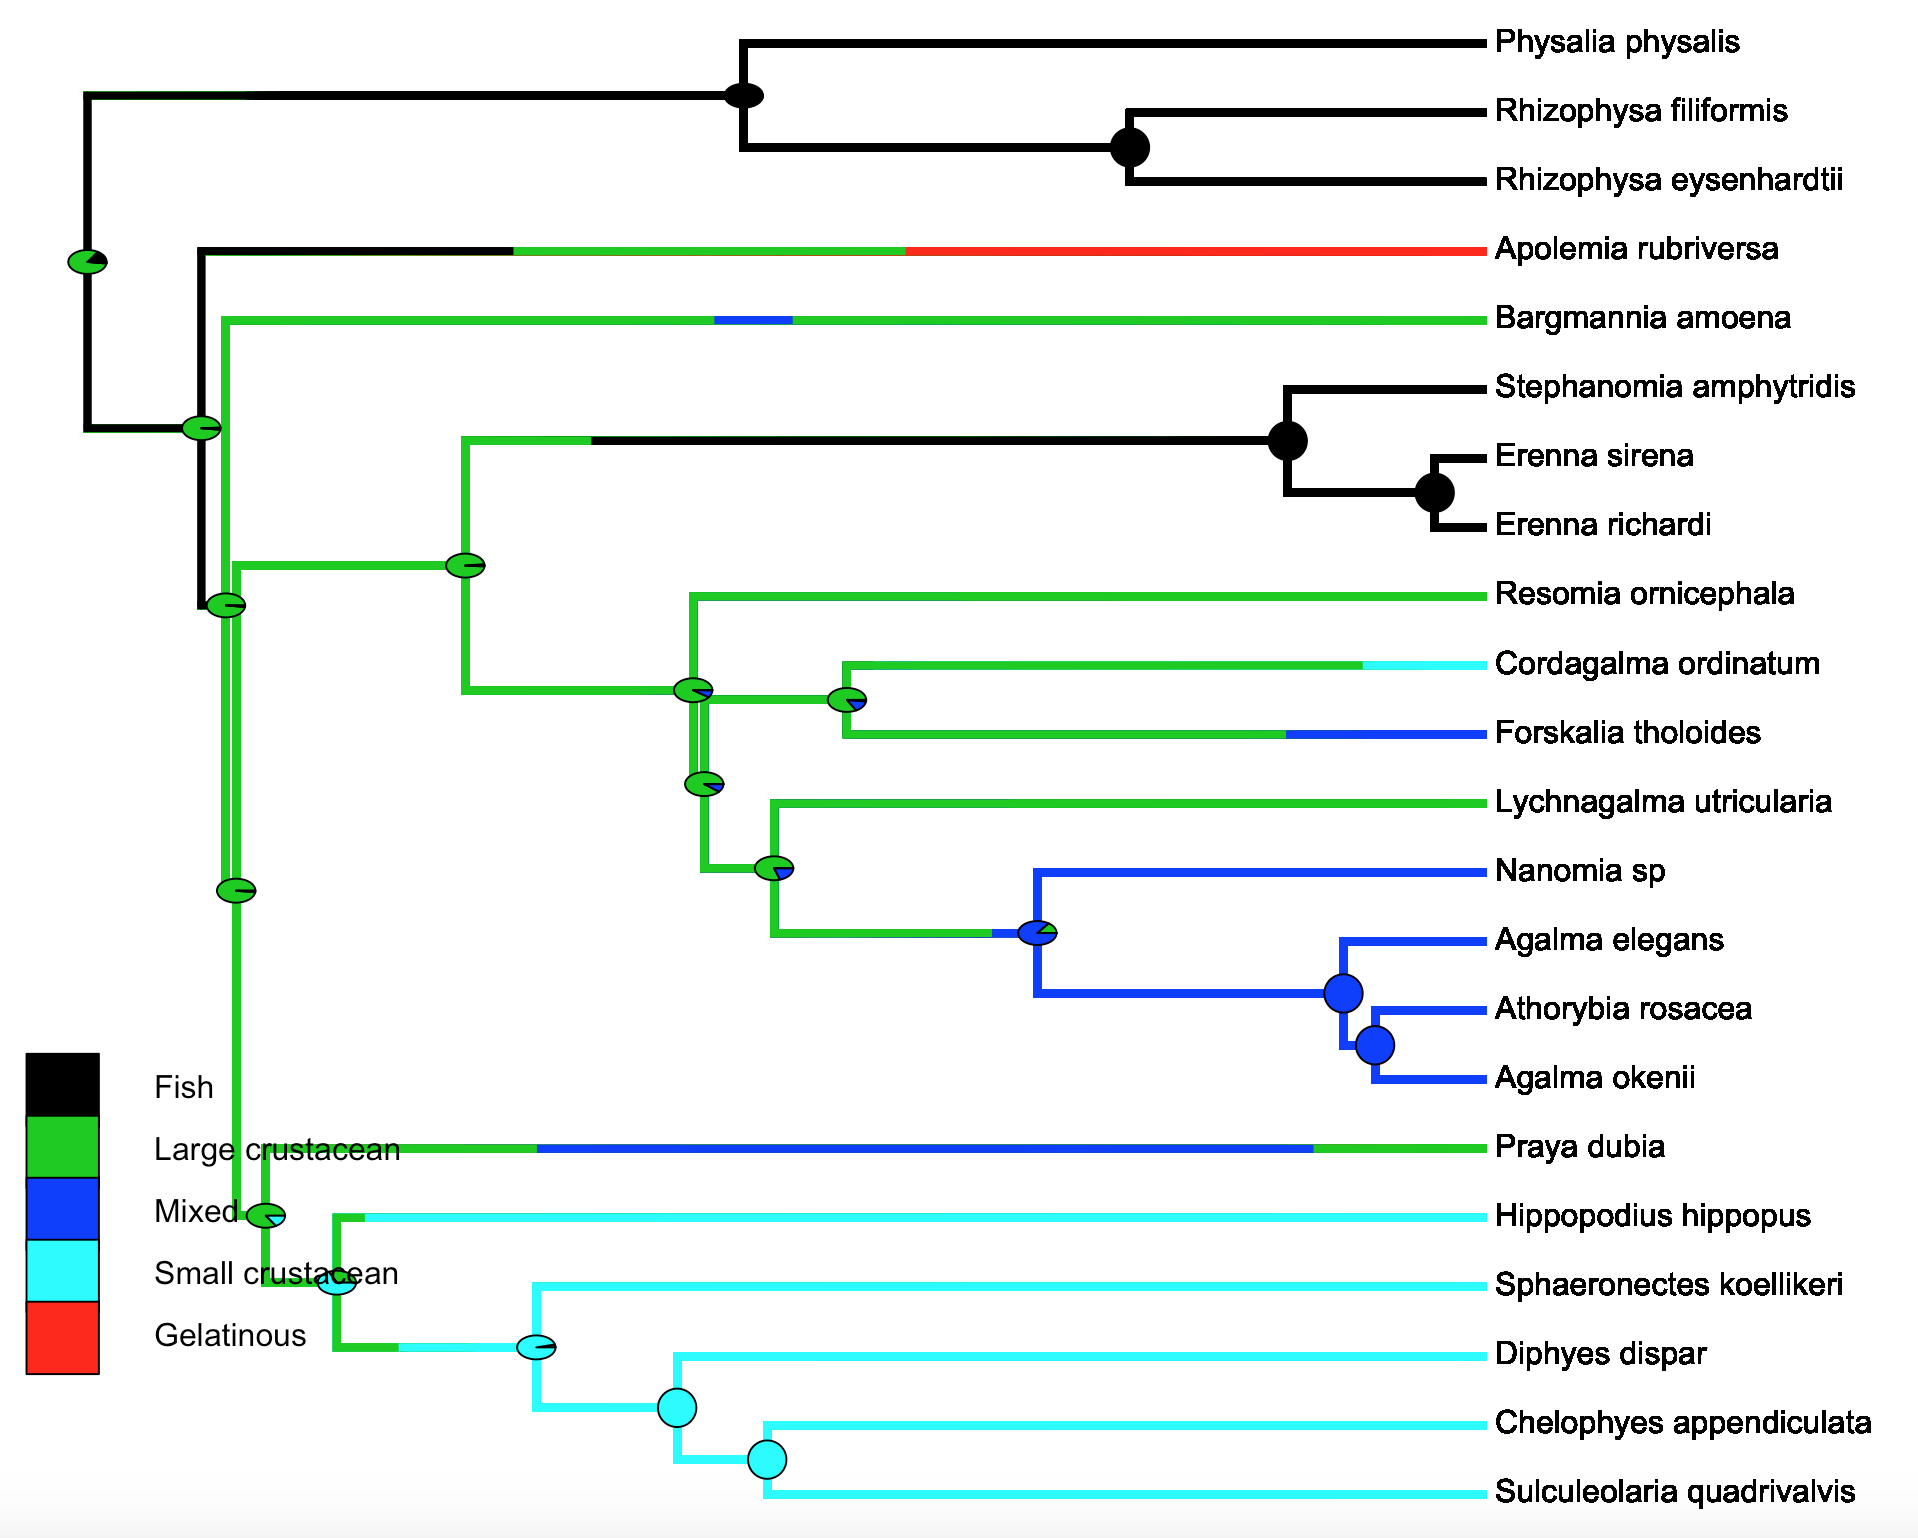 Physalia physalis
Rhizophysa filiformis
Rhizophysa eysenhardtii
Apolemia rubriversa
Bargmannia amoena
Stephanomia amphytridis
Erenna sirena
Erenna richardi
Resomia ornicephala
Cordagalma ordinatum
Forskalia tholoides
Lychnagalma utricularia
Nanomia sp
Agalma elegans
Athorybia rosacea
Agalma okenii
Praya dubia
Hippopodius hippopus
Sphaeronectes koellikeri
Diphyes dispar
Chelophyes appendiculata
Sulculeolaria quadrivalvis
Fish
Large crustacean
Mixed
Small crustacean
Gelatinous